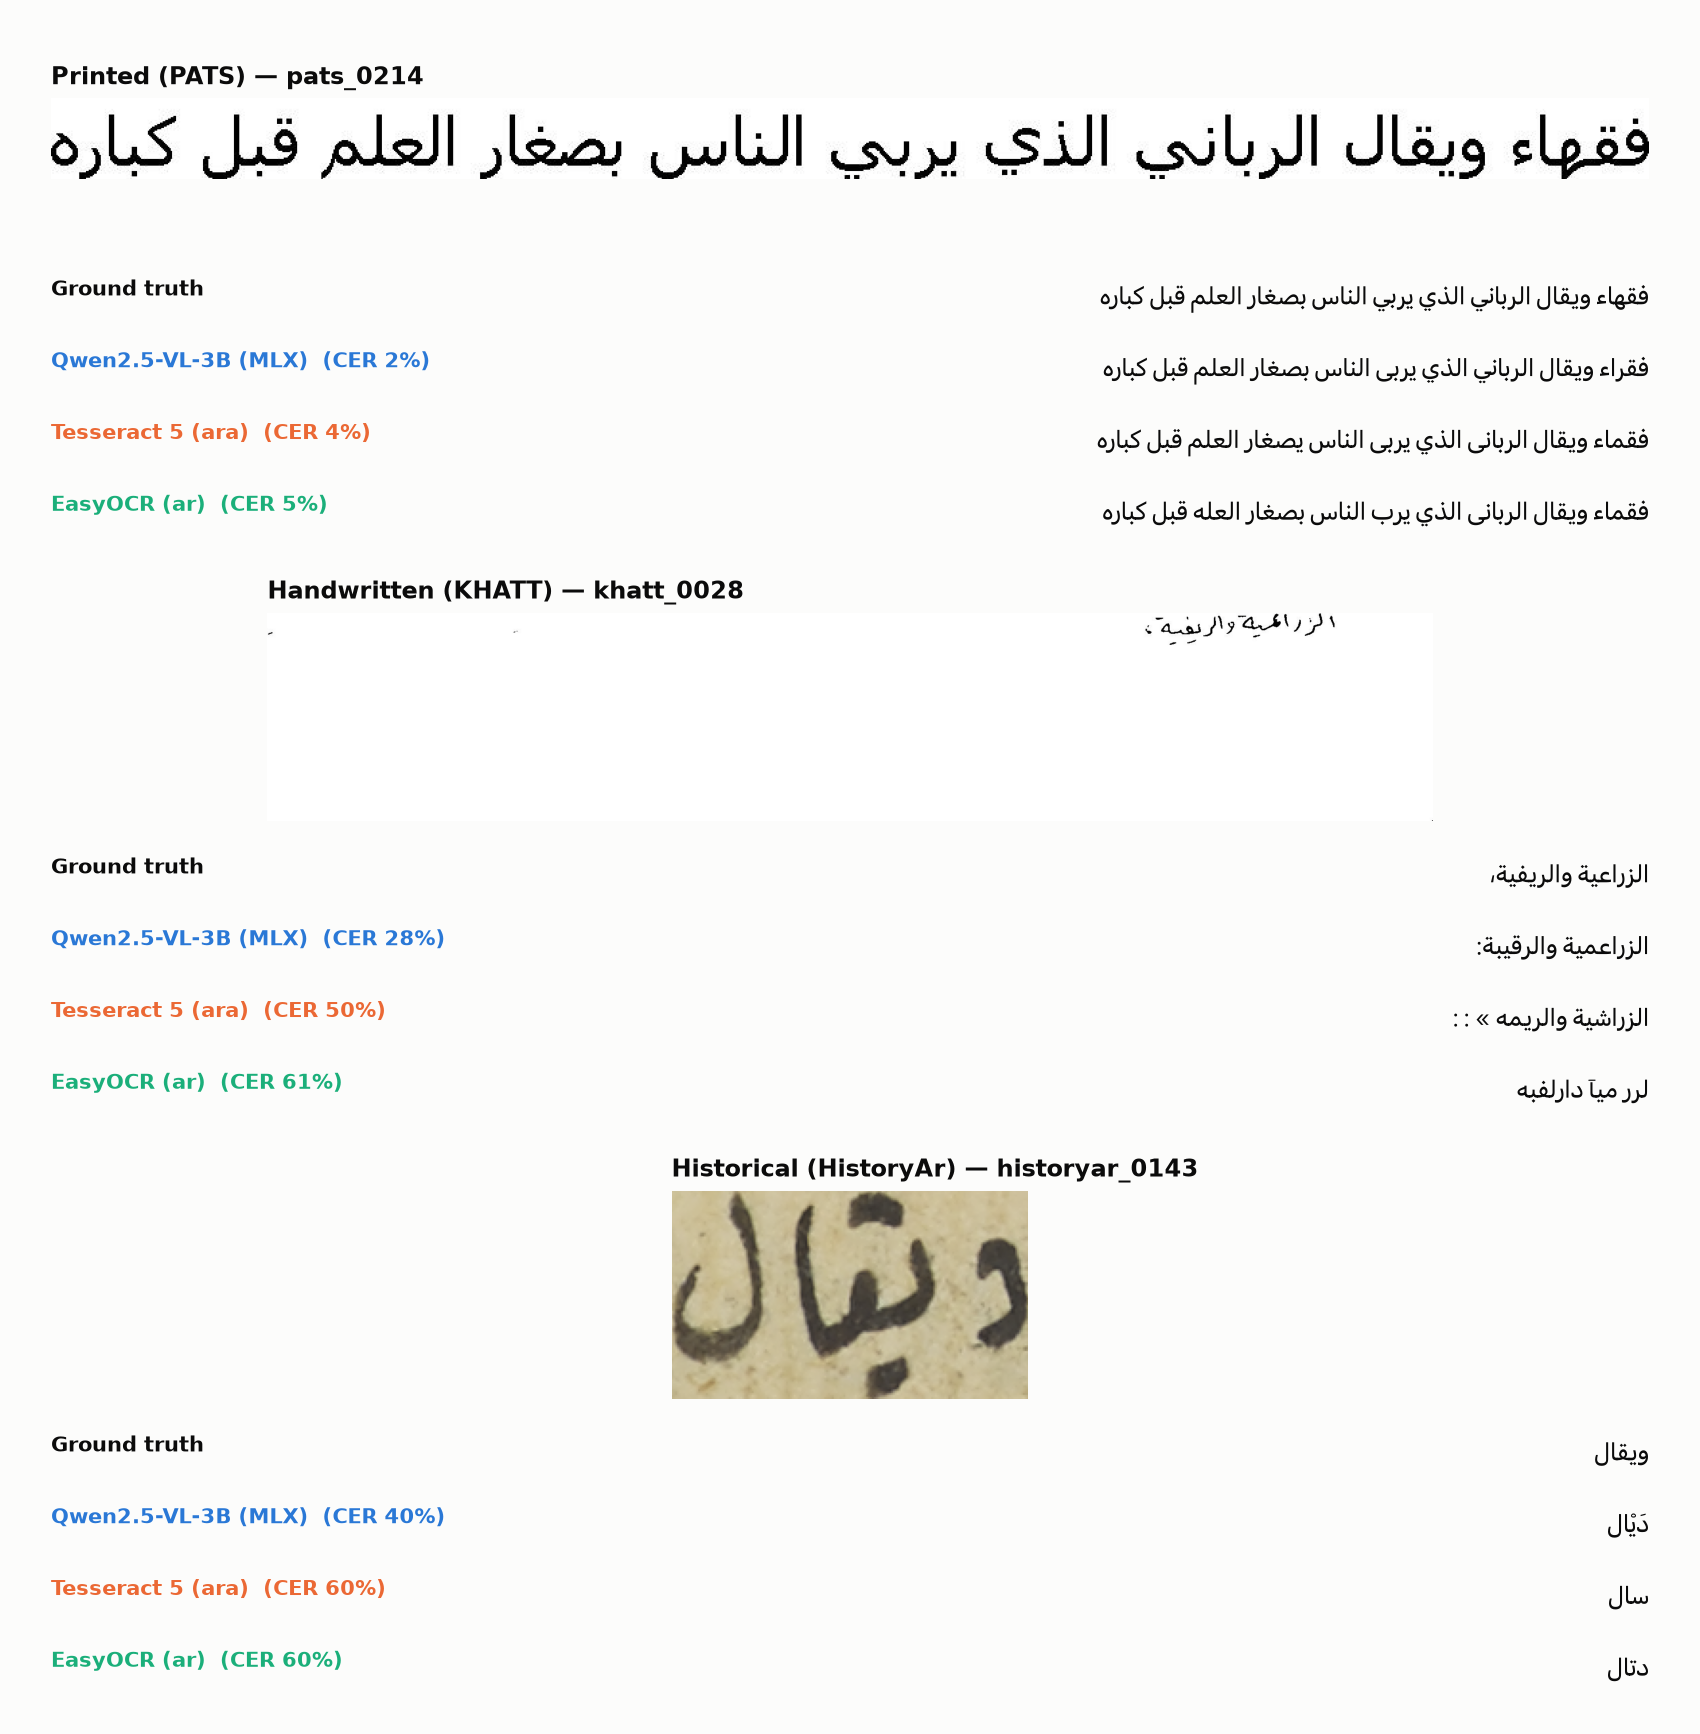 Printed (PATS) — pats_0214
فقهاء ويقال الرباني الذي يربي الناس بصغار العلم قبل كباره
Ground truth
فقهاء ويقال الرباني الذي يربي الناس بصغار العلم قبل كباره
Qwen2.5-VL-3B (MLX) (CER 2%)
فقراء ويقال الرباني الذي يربى الناس بصغار العلم قبل كباره
Tesseract 5 (ara) (CER 4%)
فقماء ويقال الربانى الذي يربى الناس يصغار العلم قبل كباره
EasyOCR (ar) (CER 5%)
فقماء ويقال الربانى الذي يرب الناس بصغار العله قبل كباره
Handwritten (KHATT) — khatt_0028
الزراعية والريفية،
Ground truth
الزراعية والريفية،
Qwen2.5-VL-3B (MLX) (CER 28%)
الزراعمية والرقيبة:
Tesseract 5 (ara) (CER 50%)
الزراشية والريمه » : :
EasyOCR (ar) (CER 61%)
لرر ميآ دارلفبه
Historical (HistoryAr) — historyar_0143
ويقال
Ground truth
ويقال
Qwen2.5-VL-3B (MLX) (CER 40%)
دَيْال
Tesseract 5 (ara) (CER 60%)
سال
EasyOCR (ar) (CER 60%)
دتال